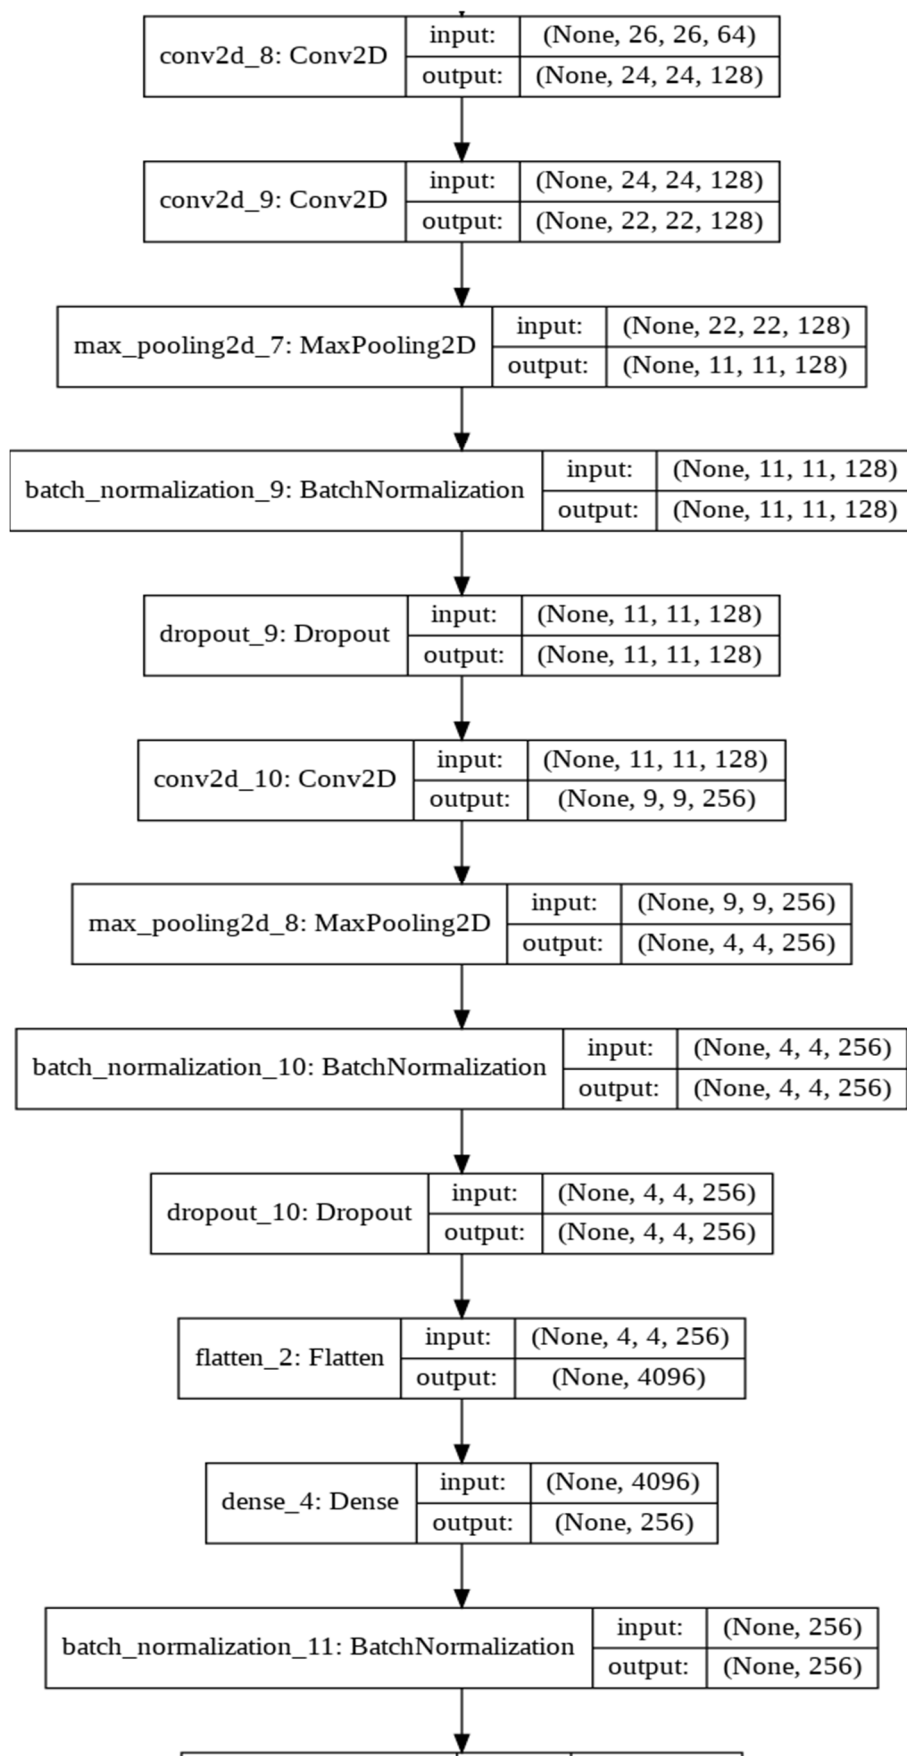 conv2d_8: Conv2D input: (None, 26, 26, 64)
output: (None, 24, 24, 128)
conv2d_9: Conv2D input: (None, 24, 24, 128)
output: (None, 22, 22, 128)
max_pooling2d_7: MaxPooling2D input: (None, 22, 22, 128)
output: (None, 11, 11, 128)
batch_normalization_9: BatchNormalization input: (None, 11, 11, 128)
output: (None, 11, 11, 128)
dropout_9: Dropout input: (None, 11, 11, 128)
output: (None, 11, 11, 128)
conv2d_10: Conv2D input: (None, 11, 11, 128)
output: (None, 9, 9, 256)
max_pooling2d_8: MaxPooling2D input: (None, 9, 9, 256)
output: (None, 4, 4, 256)
batch_normalization_10: BatchNormalization input: (None, 4, 4, 256)
output: (None, 4, 4, 256)
dropout_10: Dropout input: (None, 4, 4, 256)
output: (None, 4, 4, 256)
flatten_2: Flatten input: (None, 4, 4, 256)
output: (None, 4096)
dense_4: Dense input: (None, 4096)
output: (None, 256)
batch_normalization_11: BatchNormalization input: (None, 256)
output: (None, 256)